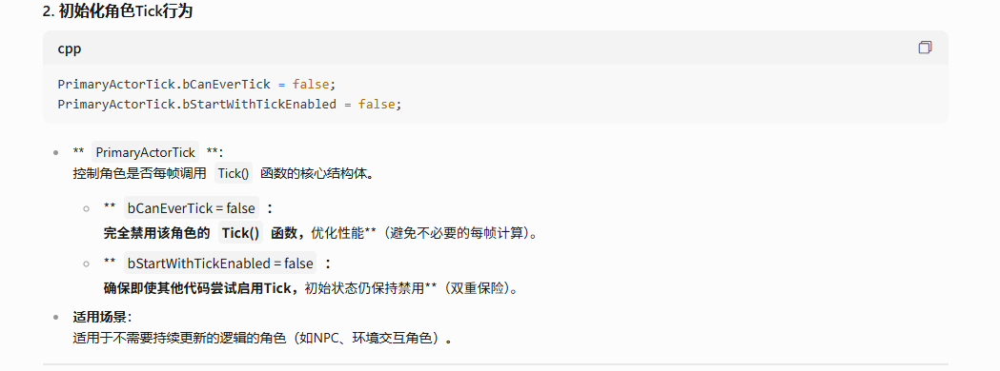 2. 初始化角色Tick行为
cpp
PrimaryActorTick.bCanEverTick = false;
PrimaryActorTick.bStartWithTickEnabled = false;
** PrimaryActorTick **：
控制角色是否每帧调用 Tick() 函数的核心结构体。
** bCanEverTick = false ：
完全禁用该角色的 Tick() 函数，优化性能**（避免不必要的每帧计算）。
** bStartWithTickEnabled = false ：
确保即使其他代码尝试启用Tick，初始状态仍保持禁用**（双重保险）。
适用场景：
适用于不需要持续更新的逻辑的角色（如NPC、环境交互角色）。